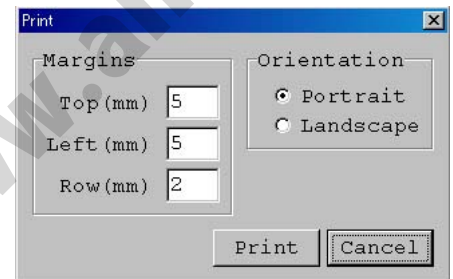 Print
Margins
Top(mm) 5
Left(mm) 5
Row(mm) 2
Orientation
Portrait
Landscape
Print
Cancel